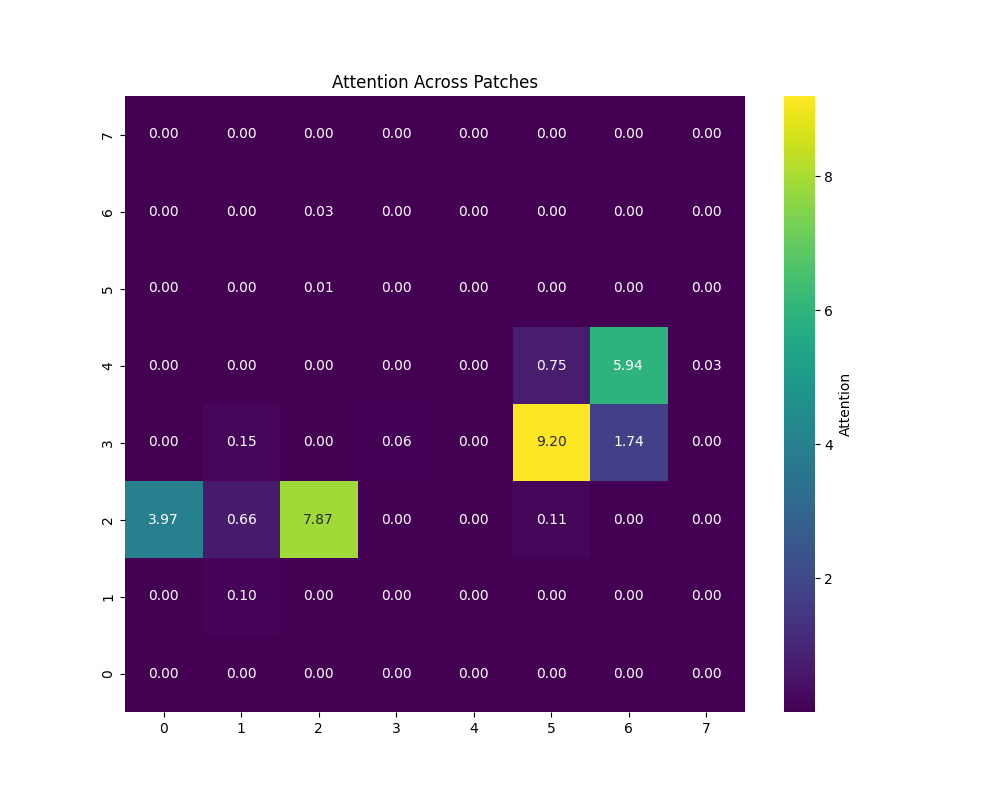 Attention Across Patches
7 0.00 0.00 0.00 0.00 0.00 0.00 0.00 0.00
6 0.00 0.00 0.03 0.00 0.00 0.00 0.00 0.00
5 0.00 0.00 0.01 0.00 0.00 0.00 0.00 0.00
4 0.00 0.00 0.00 0.00 0.00 0.75 5.94 0.03
3 0.00 0.15 0.00 0.06 0.00 9.20 1.74 0.00
2 3.97 0.66 7.87 0.00 0.00 0.11 0.00 0.00
1 0.00 0.10 0.00 0.00 0.00 0.00 0.00 0.00
0 0.00 0.00 0.00 0.00 0.00 0.00 0.00 0.00
0 1 2 3 4 5 6 7
8
6
4
2
Attention